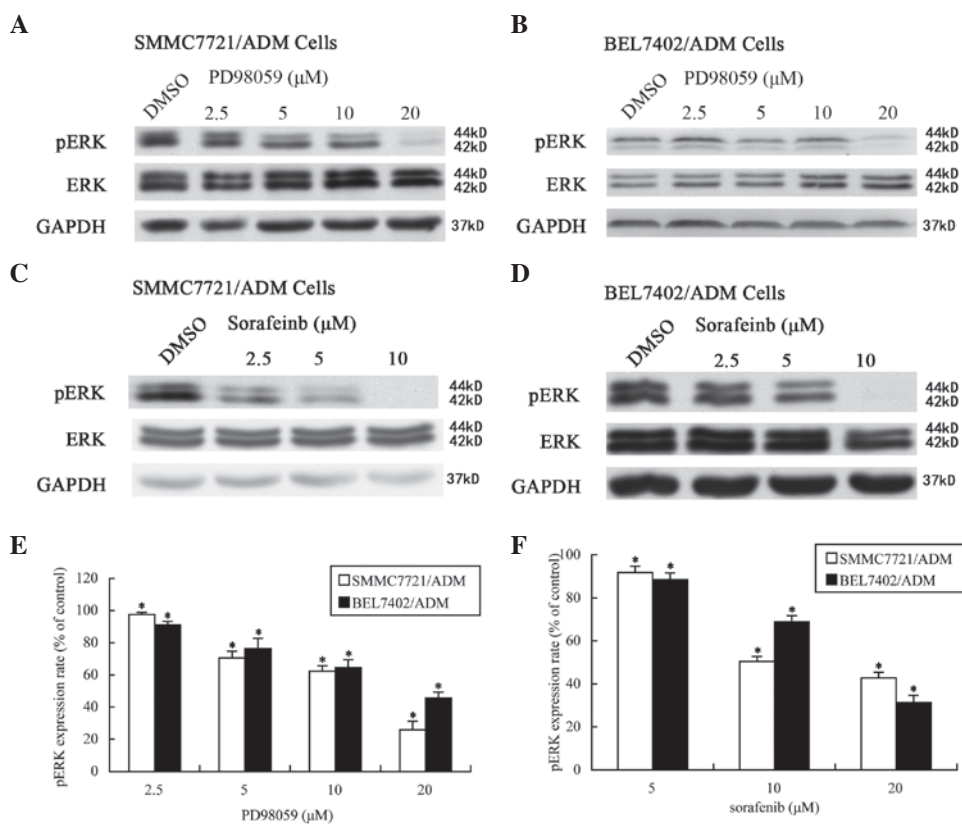 A
SMMC7721/ADM Cells
DMSO
PD98059 (μM)
2.5 5 10 20
pERK
44kD
42kD
ERK
44kD
42kD
GAPDH
37kD
B
BEL7402/ADM Cells
DMSO
PD98059 (μM)
2.5 5 10 20
pERK
44kD
42kD
ERK
44kD
42kD
GAPDH
37kD
C
SMMC7721/ADM Cells
DMSO
Sorafeinb (μM)
2.5 5 10
pERK
44kD
42kD
ERK
44kD
42kD
GAPDH
37kD
D
BEL7402/ADM Cells
DMSO
Sorafeinb (μM)
2.5 5 10
pERK
44kD
42kD
ERK
44kD
42kD
GAPDH
37kD
E
pERK expression rate (% of control)
120
100
80
60
40
20
0
SMMC7721/ADM
BEL7402/ADM
* * * * * * * *
2.5 5 10 20
PD98059 (μM)
F
pERK expression rate (% of control)
100
80
60
40
20
0
SMMC7721/ADM
BEL7402/ADM
* * * * * *
5 10 20
sorafenib (μM)